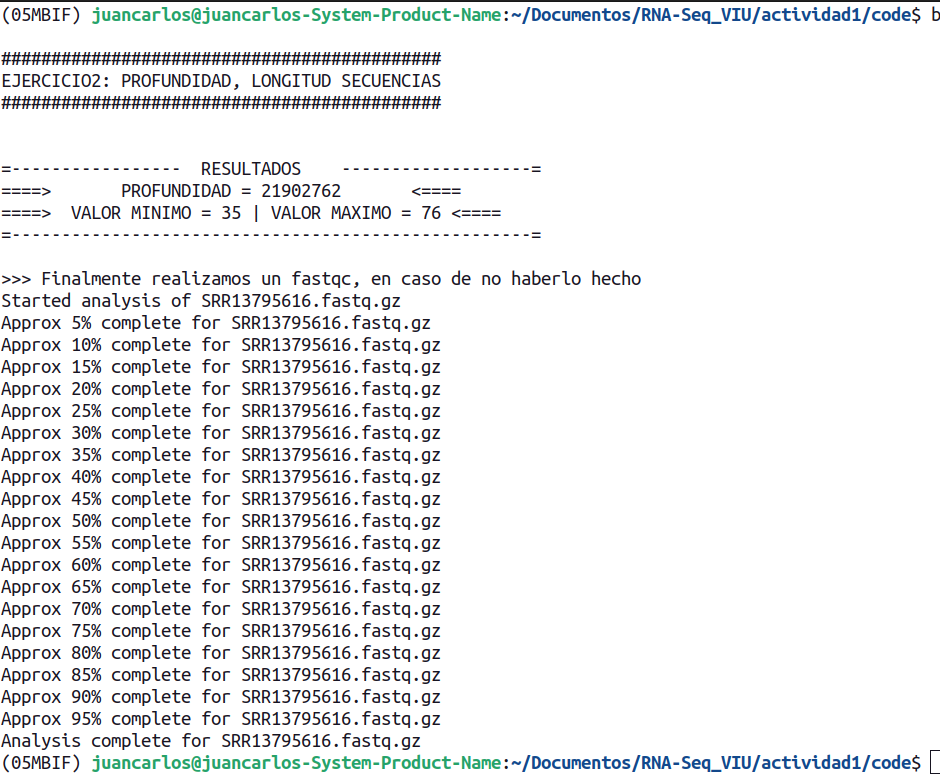 (05MBIF) juancarlos@juancarlos-System-Product-Name:~/Documentos/RNA-Seq_VIU/actividad1/code$ b
############################################
EJERCICIO2: PROFUNDIDAD, LONGITUD SECUENCIAS
############################################
=-----------------  RESULTADOS    -------------------=
====>       PROFUNDIDAD = 21902762       <====
====>  VALOR MINIMO = 35 | VALOR MAXIMO = 76 <====
=----------------------------------------------------=
>>> Finalmente realizamos un fastqc, en caso de no haberlo hecho
Started analysis of SRR13795616.fastq.gz
Approx 5% complete for SRR13795616.fastq.gz
Approx 10% complete for SRR13795616.fastq.gz
Approx 15% complete for SRR13795616.fastq.gz
Approx 20% complete for SRR13795616.fastq.gz
Approx 25% complete for SRR13795616.fastq.gz
Approx 30% complete for SRR13795616.fastq.gz
Approx 35% complete for SRR13795616.fastq.gz
Approx 40% complete for SRR13795616.fastq.gz
Approx 45% complete for SRR13795616.fastq.gz
Approx 50% complete for SRR13795616.fastq.gz
Approx 55% complete for SRR13795616.fastq.gz
Approx 60% complete for SRR13795616.fastq.gz
Approx 65% complete for SRR13795616.fastq.gz
Approx 70% complete for SRR13795616.fastq.gz
Approx 75% complete for SRR13795616.fastq.gz
Approx 80% complete for SRR13795616.fastq.gz
Approx 85% complete for SRR13795616.fastq.gz
Approx 90% complete for SRR13795616.fastq.gz
Approx 95% complete for SRR13795616.fastq.gz
Analysis complete for SRR13795616.fastq.gz
(05MBIF) juancarlos@juancarlos-System-Product-Name:~/Documentos/RNA-Seq_VIU/actividad1/code$